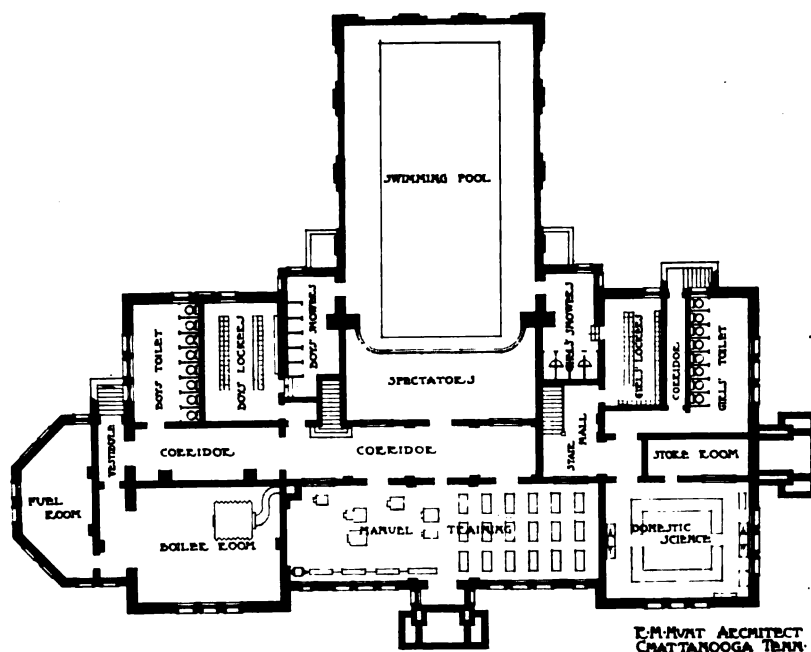 SWIMMING POOL
BOYS TOILET
BOYS LOCKERS
BOYS SHOWERS
GIRLS SHOWERS
GIRLS LOCKERS
CORRIDOR
GIRLS TOILET
SPECTATORS
VESTIBULE
CORRIDOR
CORRIDOR
STAIR
HALL
STORE ROOM
FUEL
ROOM
BOILER ROOM
MANUEL TRAINING
DOMESTIC
SCIENCE
R.M.HUNT ARCHITECT
CHATTANOOGA TENN.